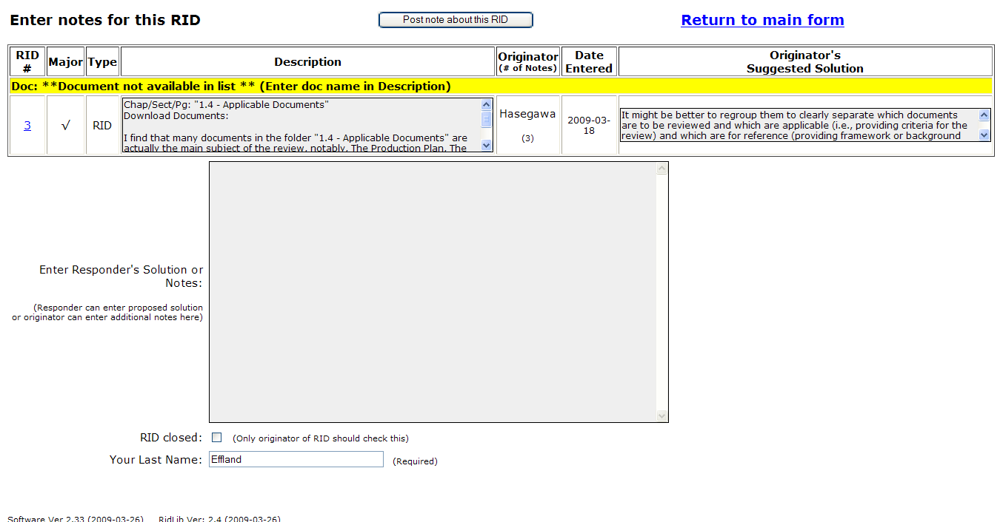 Enter notes for this RID
Post note about this RID
Return to main form
RID #
Major
Type
Description
Originator
(# of Notes)
Date Entered
Originator's
Suggested Solution
Doc: **Document not available in list ** (Enter doc name in Description)
3
√
RID
Chap/Sect/Pg: "1.4 - Applicable Documents"
Download Documents:
I find that many documents in the folder "1.4 - Applicable Documents" are
actually the main subject of the review, notably, The Production Plan, The
Hasegawa
(3)
2009-03-
18
It might be better to regroup them to clearly separate which documents
are to be reviewed and which are applicable (i.e., providing criteria for the
review) and which are for reference (providing framework or background
Enter Responder's Solution or
Notes:
(Responder can enter proposed solution
or originator can enter additional notes here)
RID closed:
(Only originator of RID should check this)
Your Last Name:
Effland
(Required)
Software Ver 2.33 (2009-03-26) RidLib Ver: 2.4 (2009-03-26)